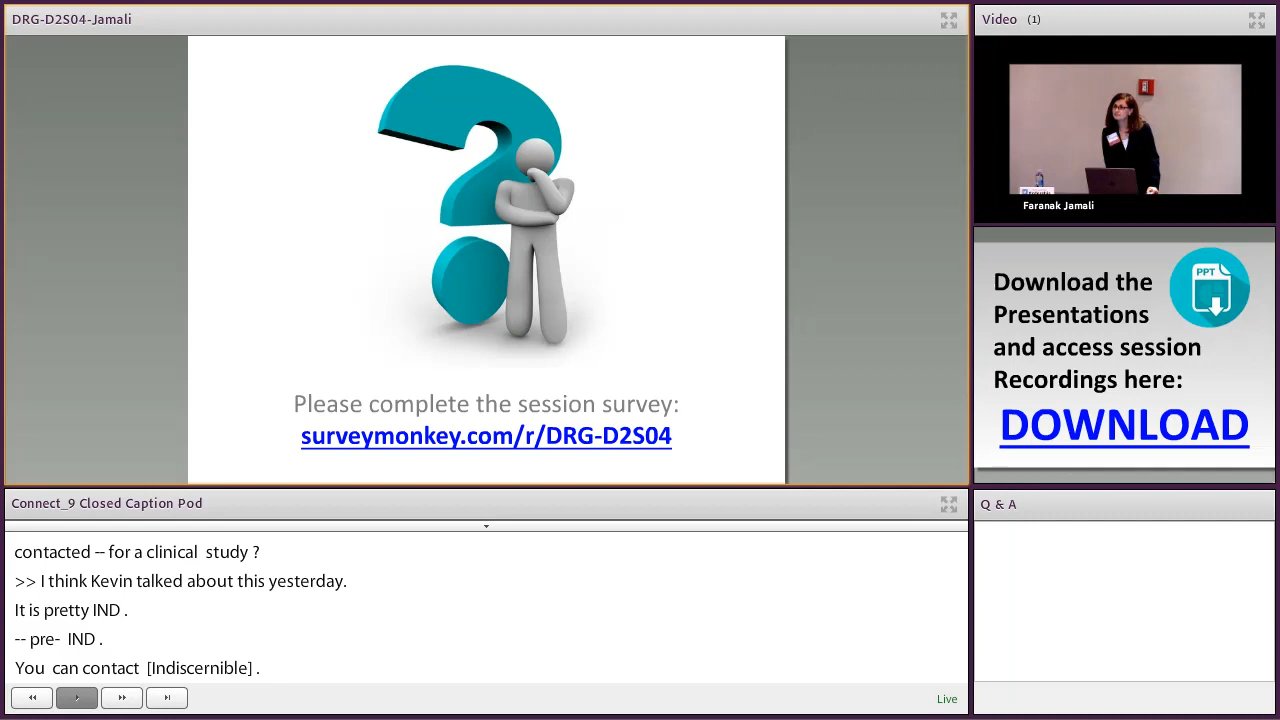 DRG-D2S04-Jamali
Please complete the session survey:
surveymonkey.com/r/DRG-D2S04
Video (1)
Faranak Jamali
PPT
Download the
Presentations
and access session
Recordings here:
DOWNLOAD
Connect_9 Closed Caption Pod
contacted -- for a clinical study ?
>> I think Kevin talked about this yesterday.
It is pretty IND .
-- pre- IND .
You can contact [Indiscernible] .
Live
Q & A